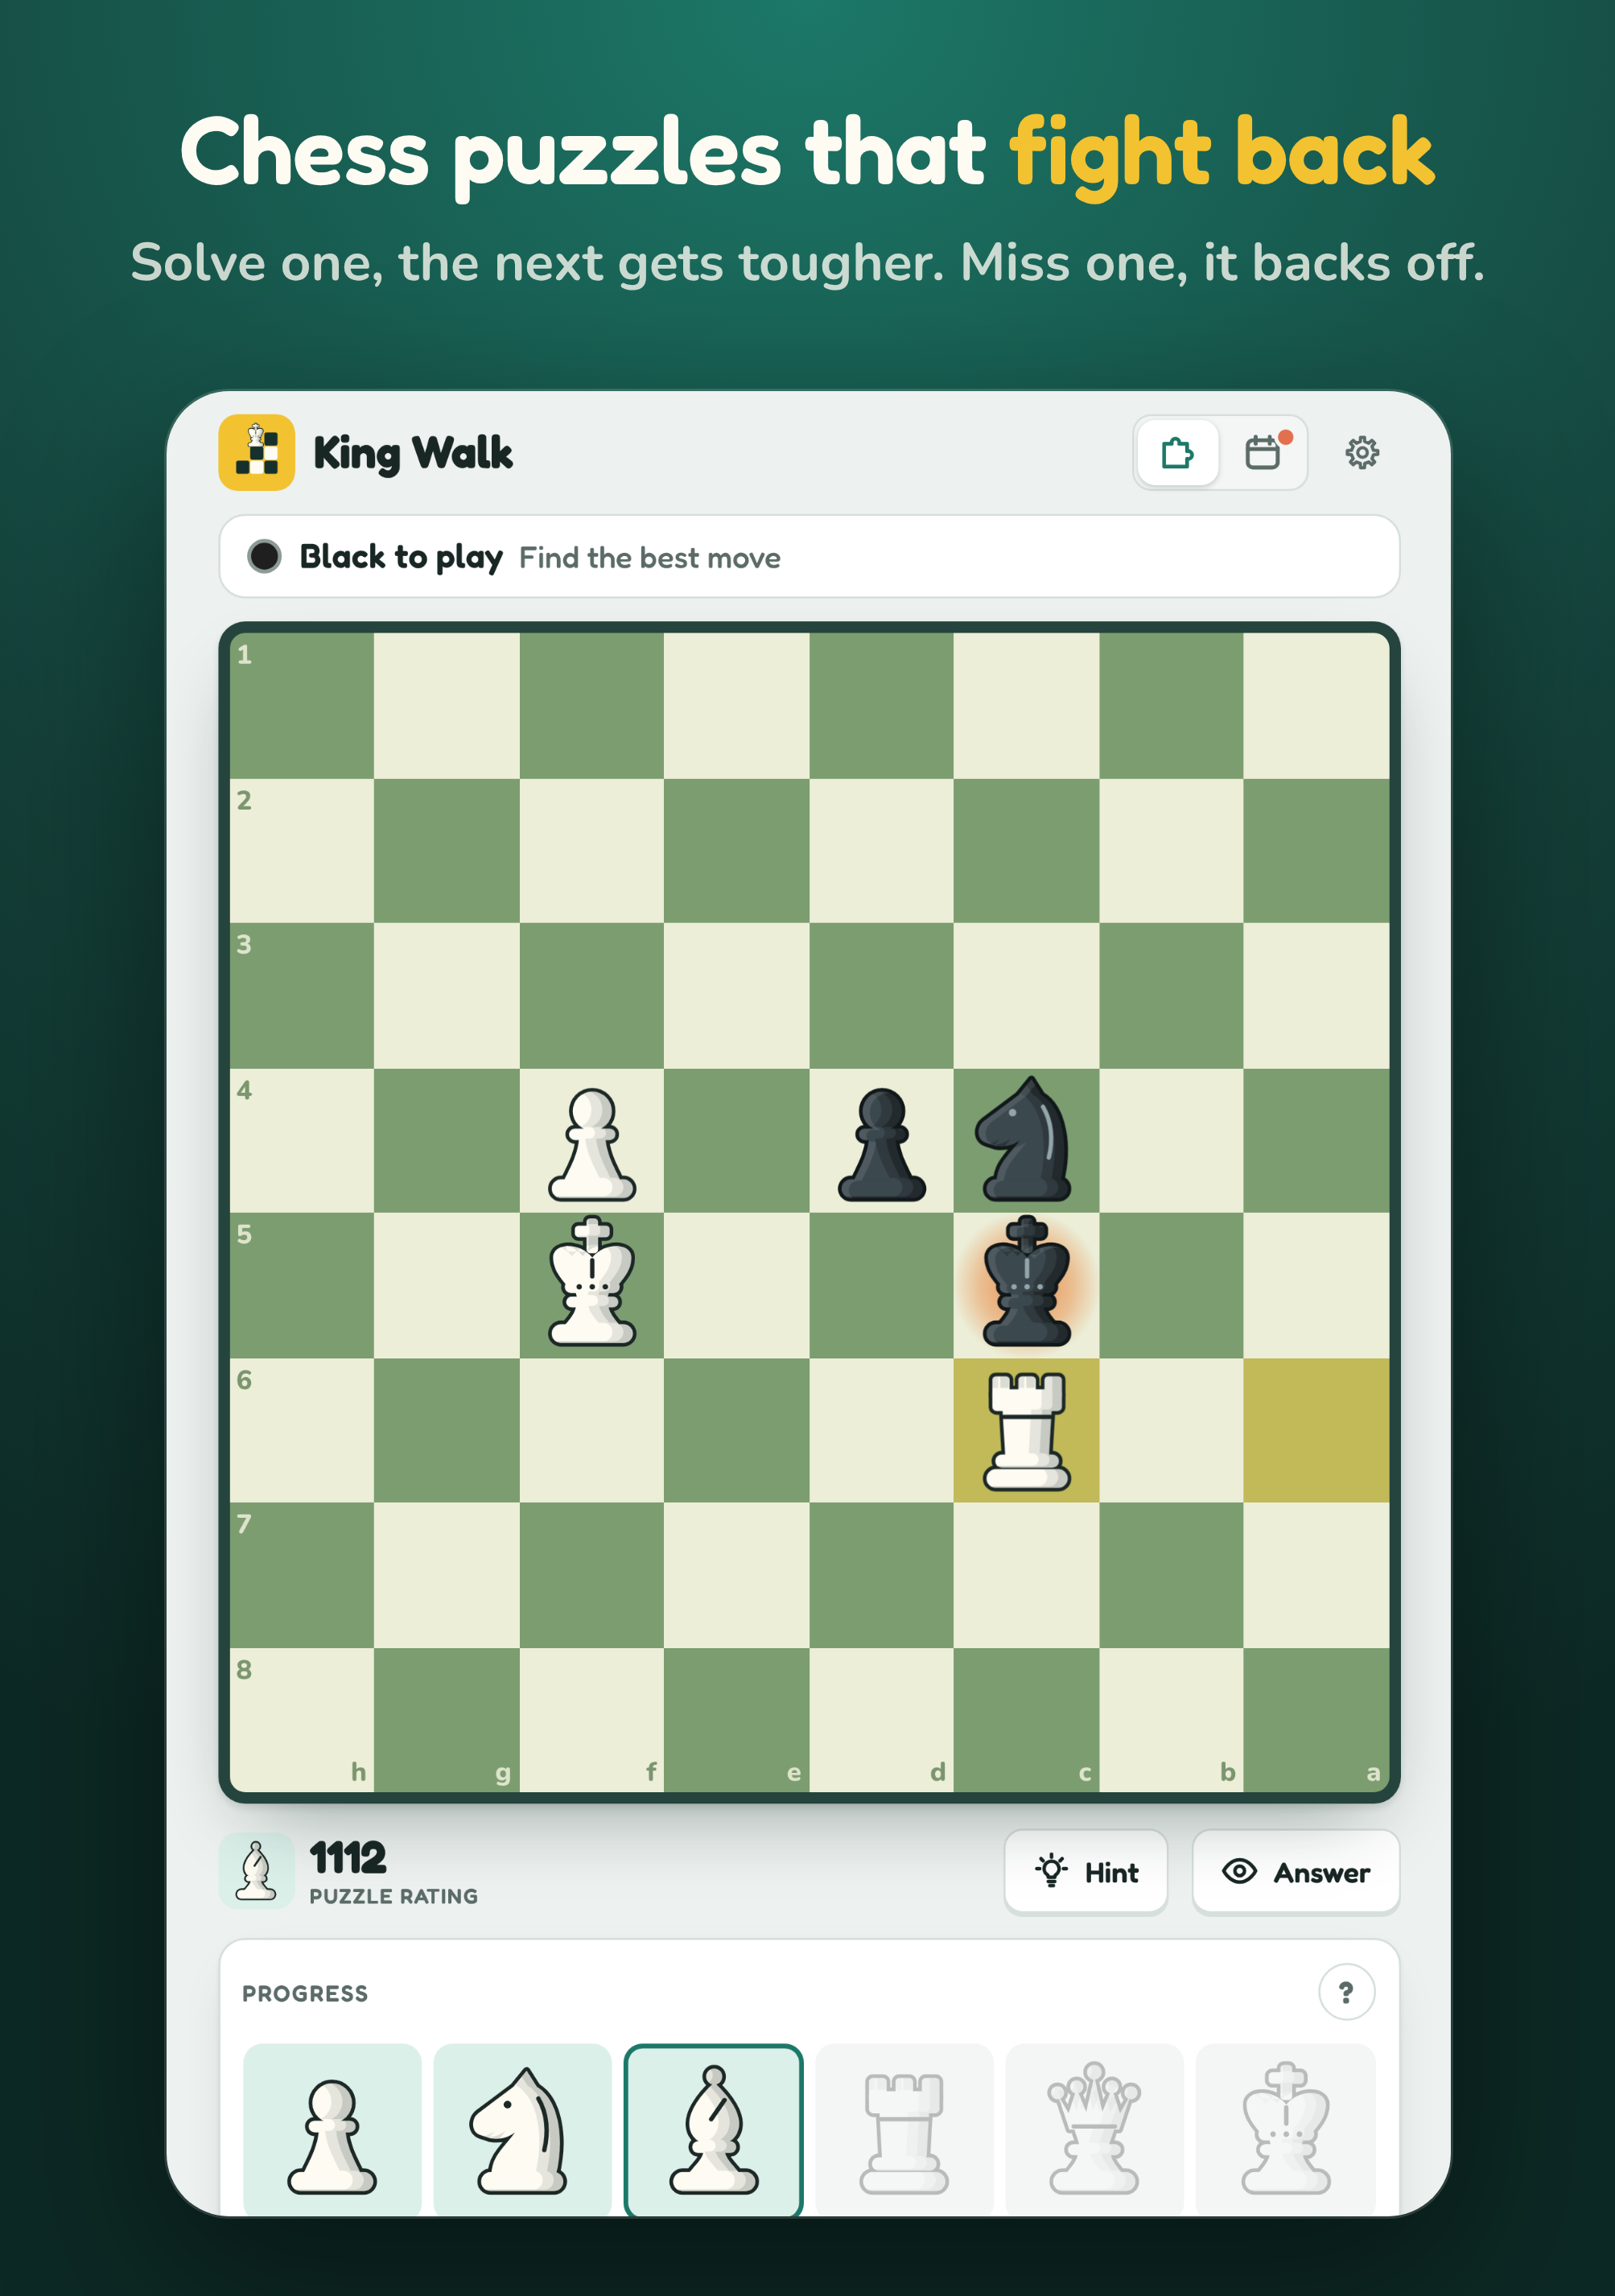 Chess puzzles that fight back
Solve one, the next gets tougher. Miss one, it backs off.
King Walk
Black to play Find the best move
1
2
3
4
5
6
7
8
h g f e d c b a
1112
PUZZLE RATING
Hint
Answer
PROGRESS
?